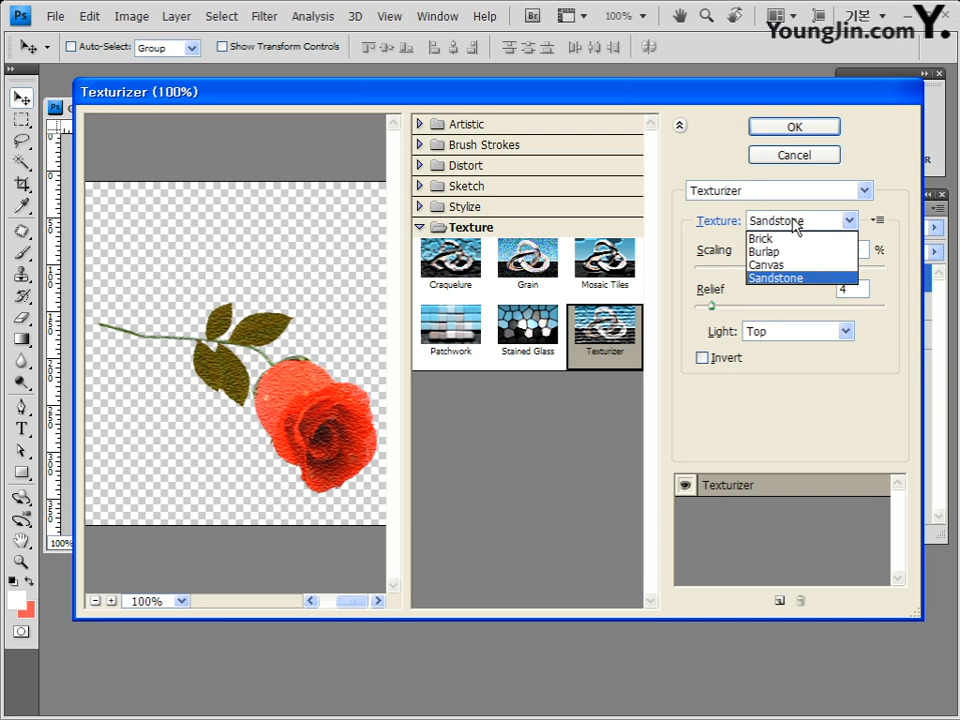 Ps File Edit Image Layer Select Filter Analysis 3D View Window Help Br 100% 기본
YoungJin.com Y.
Auto-Select: Group Show Transform Controls
Texturizer (100%)
Artistic
Brush Strokes
Distort
Sketch
Stylize
Texture
Craquelure Grain Mosaic Tiles
Patchwork Stained Glass Texturizer
100%
OK
Cancel
Texturizer
Texture: Sandstone
Brick
Burlap
Canvas
Sandstone
Scaling %
Relief 4
Light: Top
Invert
Texturizer
100%